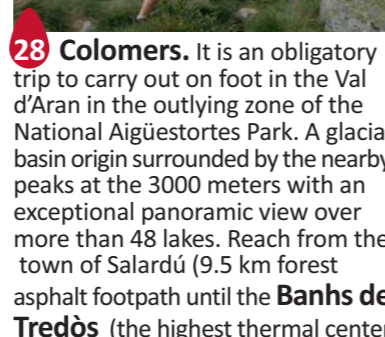 28 Colomers. It is an obligatory
trip to carry out on foot in the Val
d'Aran in the outlying zone of the
National Aigüestortes Park. A glacia
basin origin surrounded by the nearby
peaks at the 3000 meters with an
exceptional panoramic view over
more than 48 lakes. Reach from the
town of Salardú (9.5 km forest
asphalt footpath until the Banhs de
Tredòs (the highest thermal center